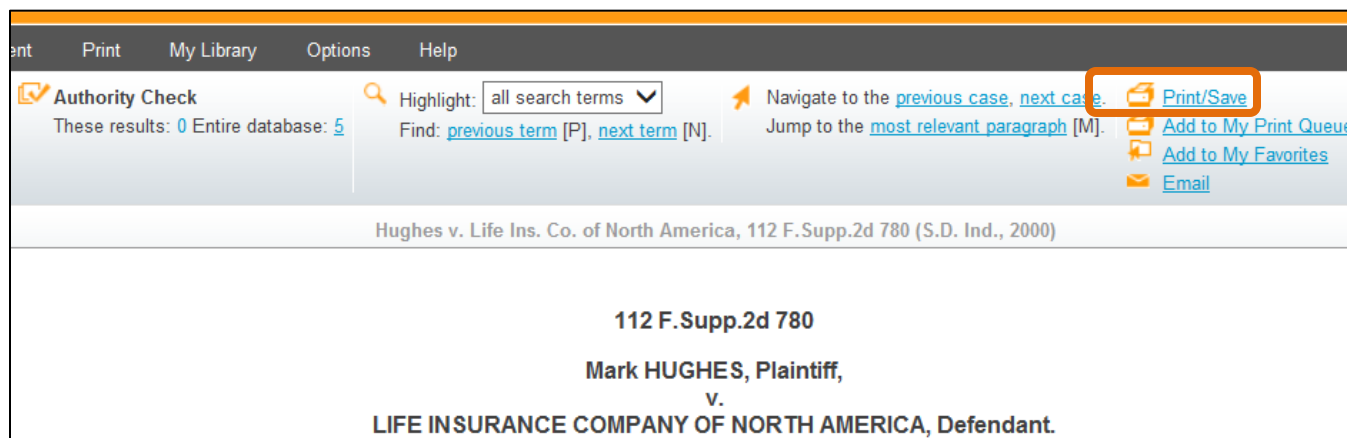 ent Print My Library Options Help
Authority Check
These results: 0 Entire database: 5
Highlight: all search terms
Find: previous term [P], next term [N].
Navigate to the previous case, next case.
Jump to the most relevant paragraph [M].
Print/Save
Add to My Print Queue
Add to My Favorites
Email
Hughes v. Life Ins. Co. of North America, 112 F.Supp.2d 780 (S.D. Ind., 2000)
112 F.Supp.2d 780
Mark HUGHES, Plaintiff,
v.
LIFE INSURANCE COMPANY OF NORTH AMERICA, Defendant.